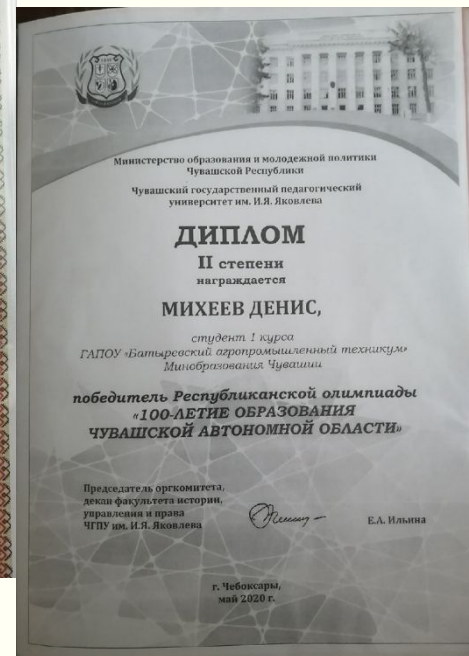 Министерство образования и молодежной политики
Чувашской Республики
Чувашский государственный педагогический
университет им. И.Я. Яковлева
ДИПЛОМ
II степени
награждается
МИХЕЕВ ДЕНИС,
студент I курса
ГАПОУ «Батыревский агропромышленный техникум»
Минобразования Чувашии
победитель Республиканской олимпиады
«100-ЛЕТИЕ ОБРАЗОВАНИЯ
ЧУВАШСКОЙ АВТОНОМНОЙ ОБЛАСТИ»
Председатель оргкомитета,
декан факультета истории,
управления и права
ЧГПУ им. И.Я. Яковлева
Е.А. Ильина
г. Чебоксары,
май 2020 г.